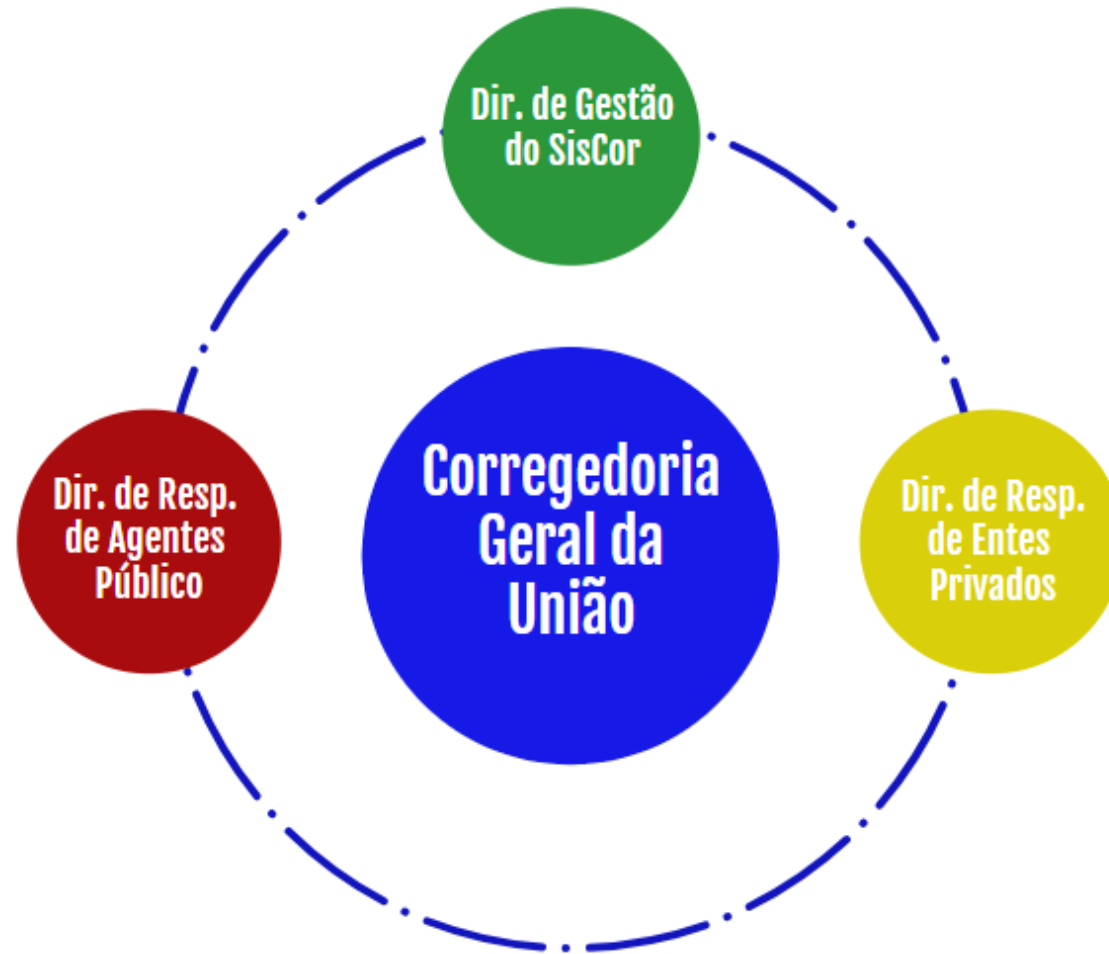 Dir. de Gestão
do SisCor
Corregedoria
Geral da
União
Dir. de Resp.
de Agentes
Público
Dir. de Resp.
de Entes
Privados